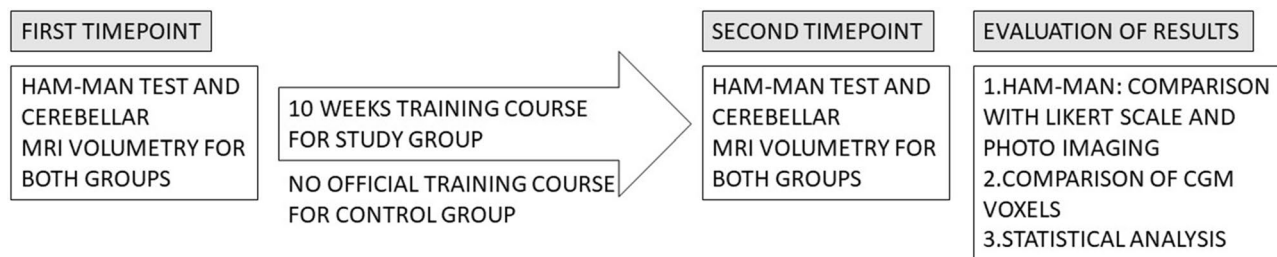 FIRST TIMEPOINT
HAM-MAN TEST AND
CEREBELLAR
MRI VOLUMETRY FOR
BOTH GROUPS
10 WEEKS TRAINING COURSE
FOR STUDY GROUP
NO OFFICIAL TRAINING COURSE
FOR CONTROL GROUP
SECOND TIMEPOINT
HAM-MAN TEST AND
CEREBELLAR
MRI VOLUMETRY FOR
BOTH GROUPS
EVALUATION OF RESULTS
1.HAM-MAN: COMPARISON
WITH LIKERT SCALE AND
PHOTO IMAGING
2.COMPARISON OF CGM
VOXELS
3.STATISTICAL ANALYSIS